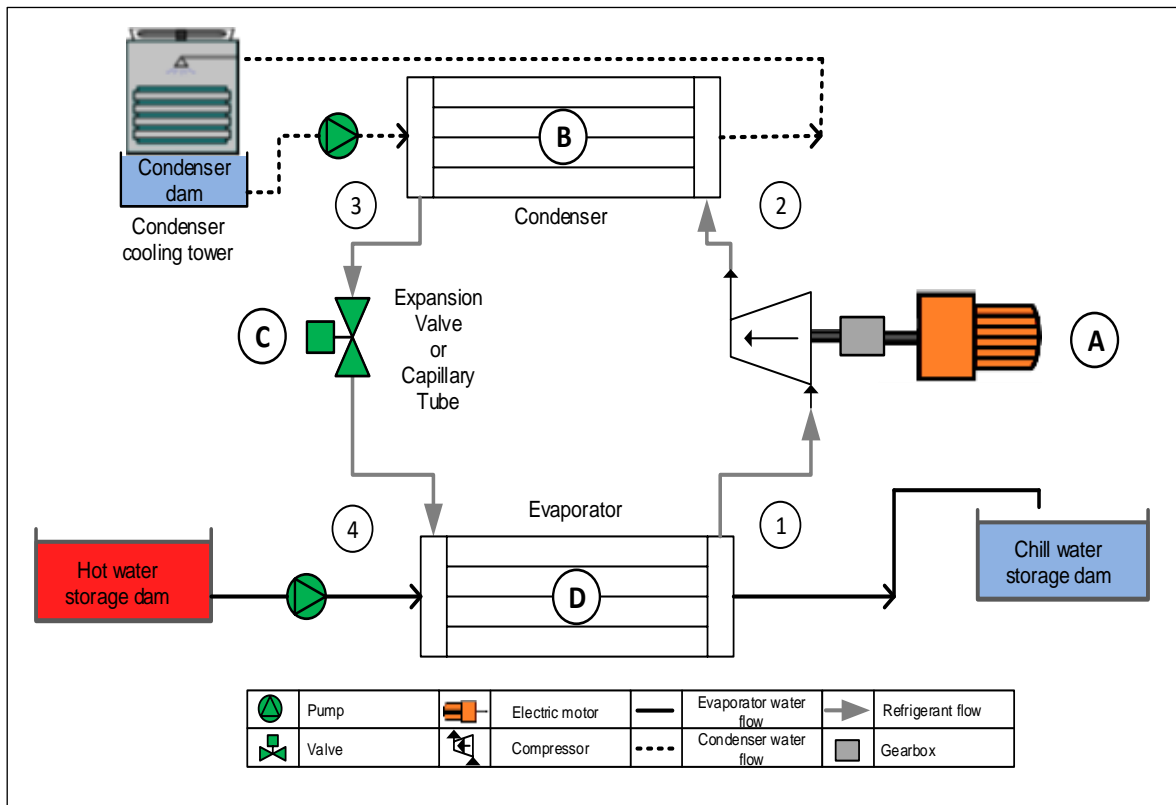 B
Condenser
dam
Condenser
cooling tower
3
Condenser
2
C
Expansion
Valve
or
Capillary
Tube
A
4
Evaporator
1
Hot water
storage dam
D
Chill water
storage dam
Pump
Electric motor
Evaporator water
flow
Refrigerant flow
Valve
Compressor
Condenser water
flow
Gearbox